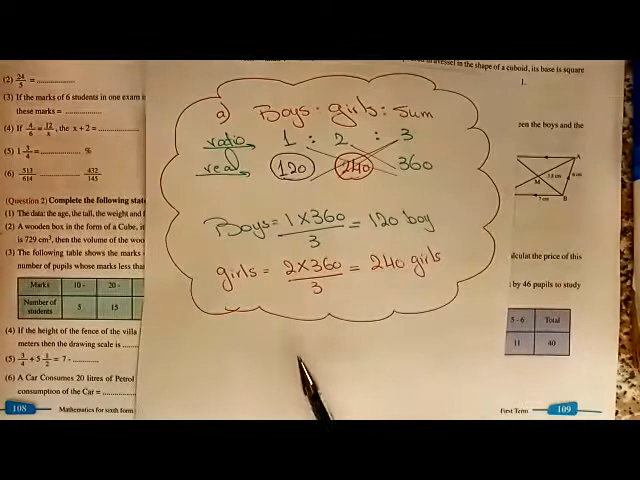 (2) 24/5 = ............
(3) If the marks of 6 students in one exam
these marks = ............
(4) If 4/6 = 12/x, the x + 2 = ............
(5) 1 3/4 = ............ %
(6) 513/614 ............ 432/145
(Question 2) Complete the following stat
(1) The data: the age, the tall, the weight and
(2) A wooden box in the form of a Cube, it
is 729 cm³, then the volume of the woo
(3) The following table shows the marks
number of pupils whose marks less tha
Marks 10 - 20 -
Number of students 5 15
(4) If the height of the fence of the villa
meters then the drawing scale is ......
(5) 3/4 + 5 1/2 = 7 - ............
(6) A Car Consumes 20 litres of Petrol
consumption of the Car = ............
108 Mathematics for sixth form
a) Boys : girls : sum
ratio 1 : 2 : 3
real 120 240 360
Boys = 1 X 360 / 3 = 120 boy
girls = 2 X 360 / 3 = 240 girls
vessel in the shape of a cuboid, its base is square
1.
zen the boys and the
A
M 3.8 cm 6 cm
7 cm B
lculat the price of this
by 46 pupils to study
5 - 6 Total
11 40
First Term 109